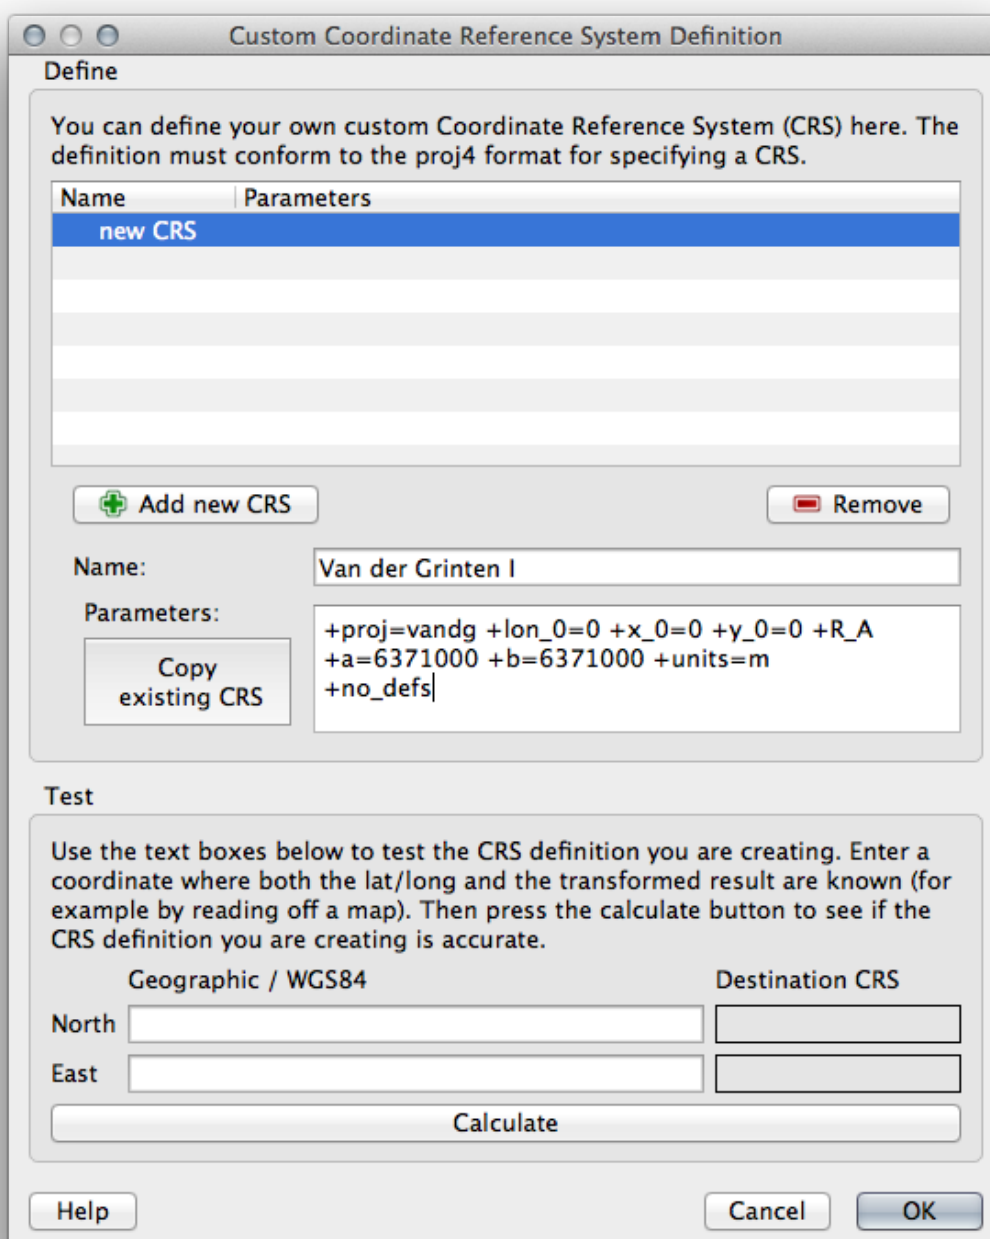 Custom Coordinate Reference System Definition
Define
You can define your own custom Coordinate Reference System (CRS) here. The
definition must conform to the proj4 format for specifying a CRS.
Name Parameters
new CRS
Add new CRS Remove
Name: Van der Grinten I
Parameters:
Copy
existing CRS
+proj=vandg +lon_0=0 +x_0=0 +y_0=0 +R_A
+a=6371000 +b=6371000 +units=m
+no_defs
Test
Use the text boxes below to test the CRS definition you are creating. Enter a
coordinate where both the lat/long and the transformed result are known (for
example by reading off a map). Then press the calculate button to see if the
CRS definition you are creating is accurate.
Geographic / WGS84 Destination CRS
North
East
Calculate
Help Cancel OK